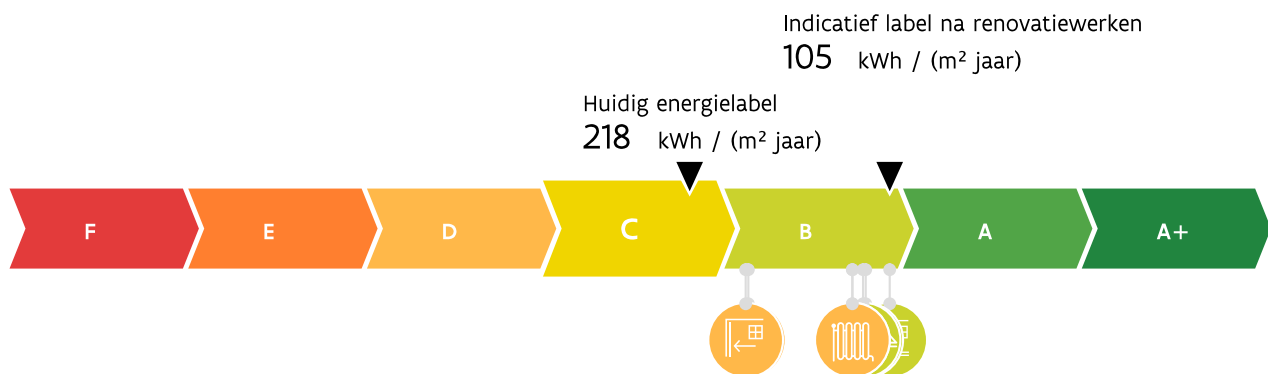 Indicatief label na renovatiewerken
105 kWh / (m² jaar)
Huidig energielabel
218 kWh / (m² jaar)
F E D C B A A+